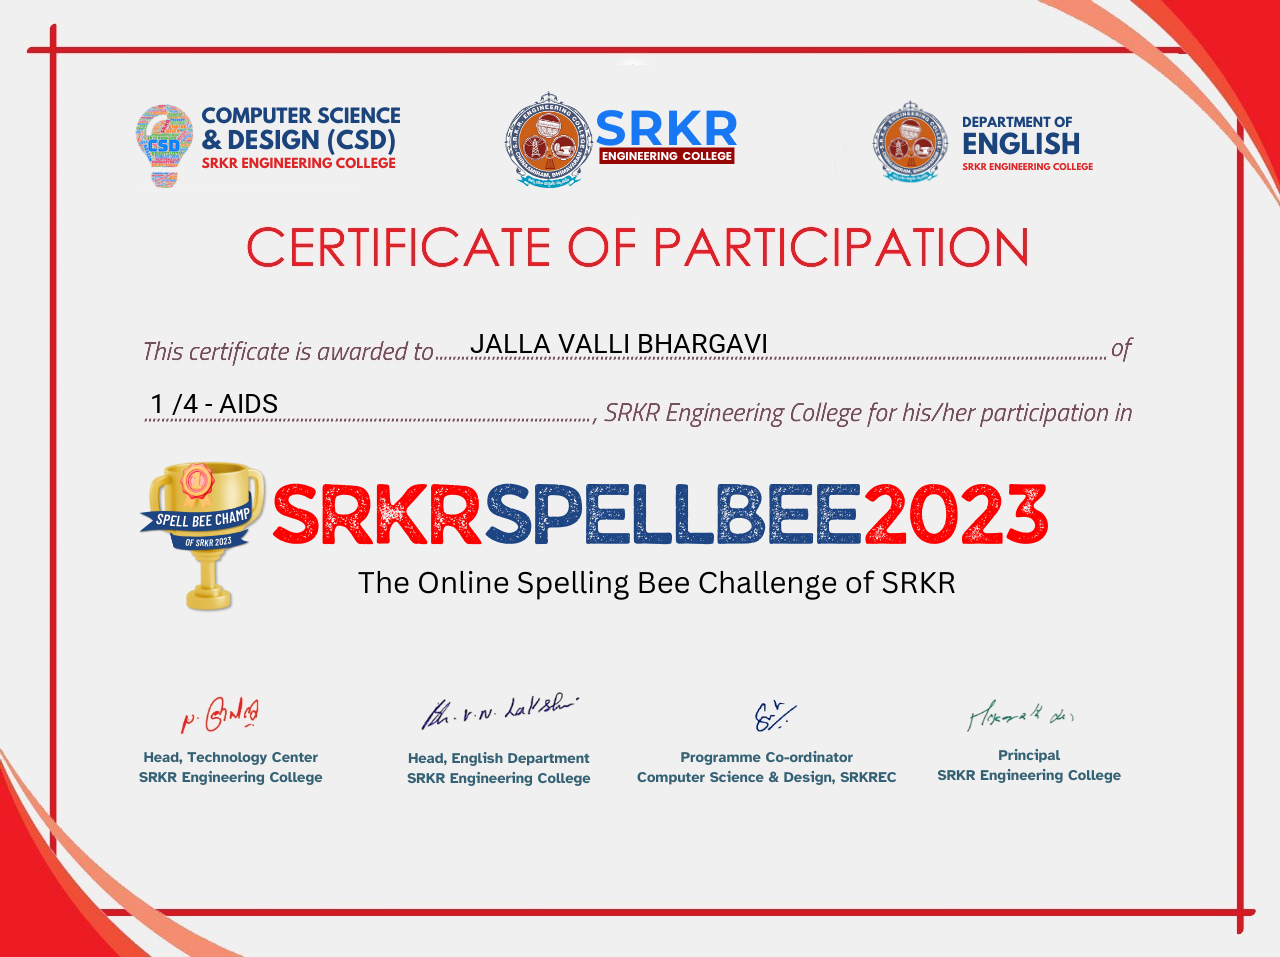 COMPUTER SCIENCE
& DESIGN (CSD)
SRKR ENGINEERING COLLEGE
CSD
SRKR
ENGINEERING COLLEGE
DEPARTMENT OF
ENGLISH
SRKR ENGINEERING COLLEGE
CERTIFICATE OF PARTICIPATION
This certificate is awarded to JALLA VALLI BHARGAVI of
1 /4 - AIDS, SRKR Engineering College for his/her participation in
SPELL BEE CHAMP
OF SRKR 2023
SRKRSPELLBEE2023
The Online Spelling Bee Challenge of SRKR
Head, Technology Center
SRKR Engineering College
Head, English Department
SRKR Engineering College
Programme Co-ordinator
Computer Science & Design, SRKREC
Principal
SRKR Engineering College